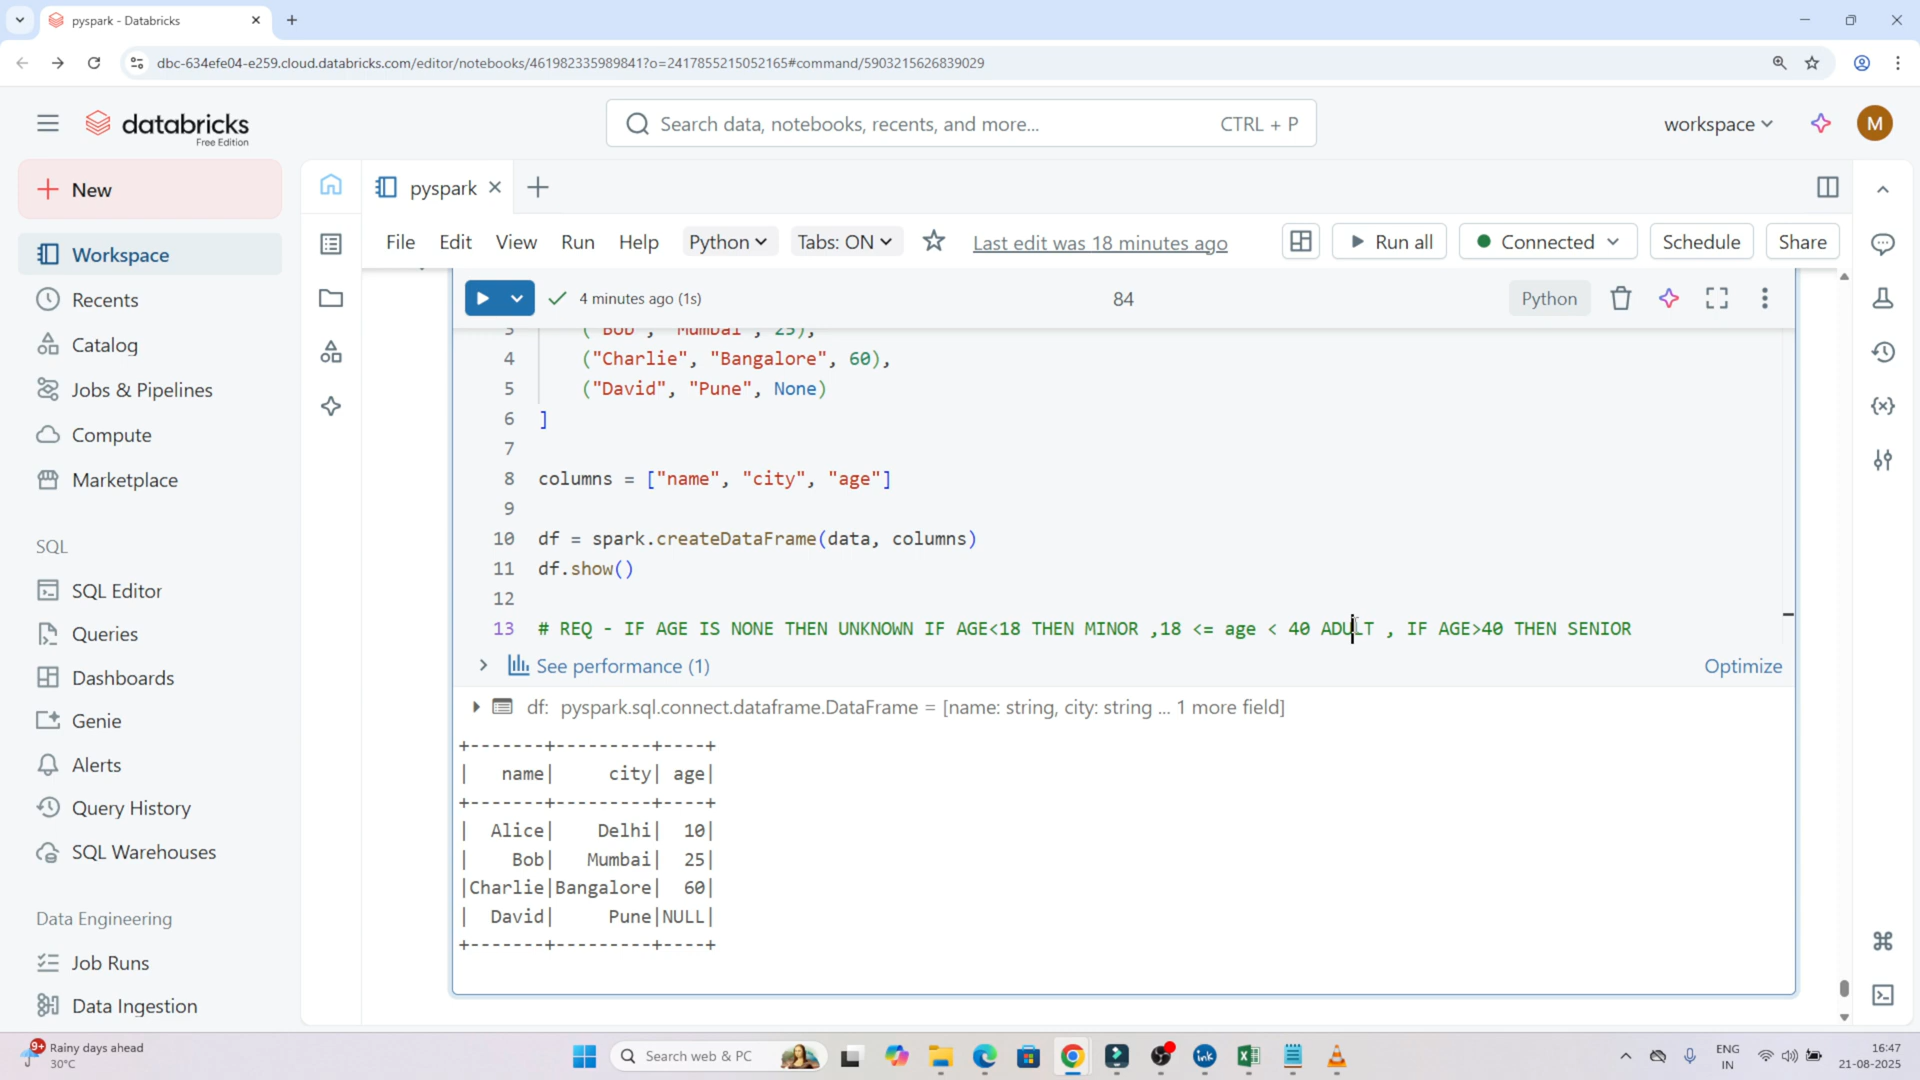 pyspark - Databricks
dbc-634efe04-e259.cloud.databricks.com/editor/notebooks/461982335989841?o=2417855215052165#command/5903215626839029
databricks
Free Edition
Search data, notebooks, recents, and more...
CTRL + P
workspace
M
New
Workspace
Recents
Catalog
Jobs & Pipelines
Compute
Marketplace
SQL
SQL Editor
Queries
Dashboards
Genie
Alerts
Query History
SQL Warehouses
Data Engineering
Job Runs
Data Ingestion
pyspark
File Edit View Run Help Python Tabs: ON Last edit was 18 minutes ago Run all Connected Schedule Share
4 minutes ago (1s) 84 Python
3 ("Bob", "Mumbai", 25),
4 ("Charlie", "Bangalore", 60),
5 ("David", "Pune", None)
6 ]
7
8 columns = ["name", "city", "age"]
9
10 df = spark.createDataFrame(data, columns)
11 df.show()
12
13 # REQ - IF AGE IS NONE THEN UNKNOWN IF AGE<18 THEN MINOR ,18 <= age < 40 ADULT , IF AGE>40 THEN SENIOR
See performance (1) Optimize
df: pyspark.sql.connect.dataframe.DataFrame = [name: string, city: string ... 1 more field]
+-------+---------+----+
|   name|     city| age|
+-------+---------+----+
|  Alice|    Delhi|  10|
|    Bob|   Mumbai|  25|
|Charlie|Bangalore|  60|
|  David|     Pune|NULL|
+-------+---------+----+
9+
Rainy days ahead
30°C
Search web & PC
ink
ENG
IN
16:47
21-08-2025